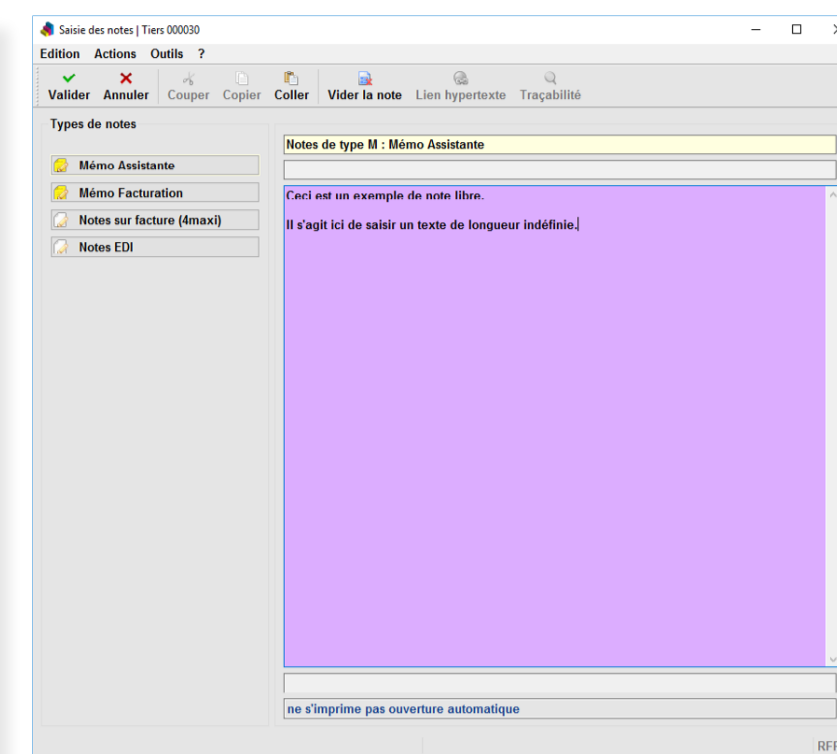 Saisie des notes | Tiers 000030
Edition Actions Outils ?
Valider Annuler Couper Copier Coller Vider la note Lien hypertexte Traçabilité
Types de notes
Notes de type M : Mémo Assistante
Mémo Assistante
Mémo Facturation
Notes sur facture (4maxi)
Notes EDI
Ceci est un exemple de note libre.
Il s'agit ici de saisir un texte de longueur indéfinie.
ne s'imprime pas ouverture automatique